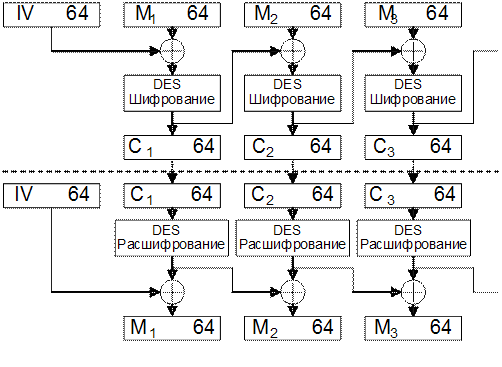 IV 64 M1 64 M2 64 M3 64
DES DES DES
Шифрование Шифрование Шифрование
C1 64 C2 64 C3 64
IV 64 C1 64 C2 64 C3 64
DES DES DES
Расшифрование Расшифрование Расшифрование
M1 64 M2 64 M3 64